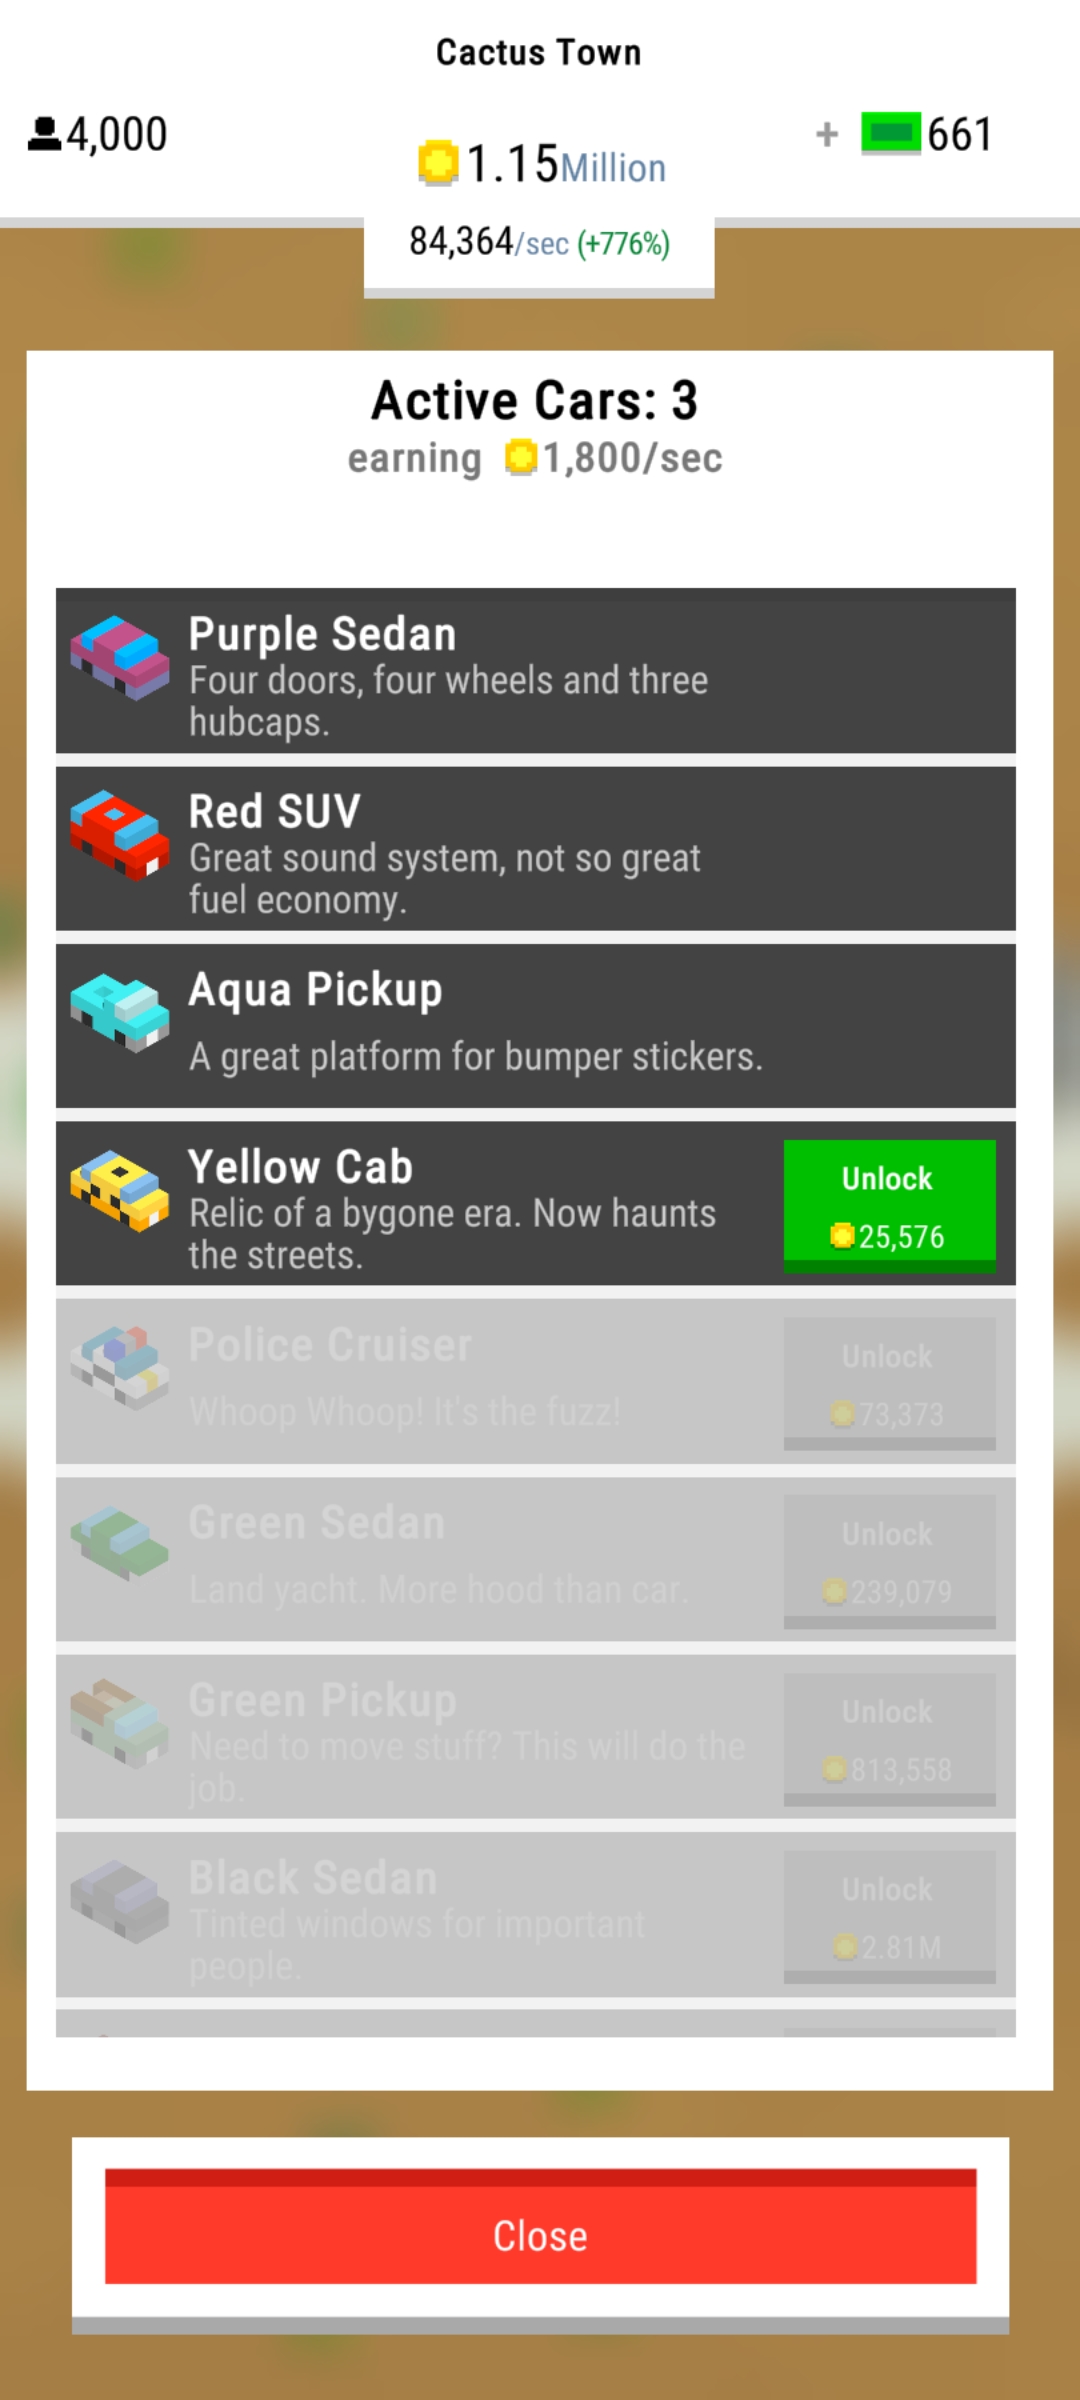 Cactus Town
4,000
1.15Million
+ 661
84,364/sec (+776%)
Active Cars: 3
earning 1,800/sec
Purple Sedan
Four doors, four wheels and three
hubcaps.
Red SUV
Great sound system, not so great
fuel economy.
Aqua Pickup
A great platform for bumper stickers.
Yellow Cab
Relic of a bygone era. Now haunts
the streets.
Unlock
25,576
Police Cruiser
Whoop Whoop! It's the fuzz!
Unlock
73,373
Green Sedan
Land yacht. More hood than car.
Unlock
239,079
Green Pickup
Need to move stuff? This will do the
job.
Unlock
813,558
Black Sedan
Tinted windows for important
people.
Unlock
2.81M
Close